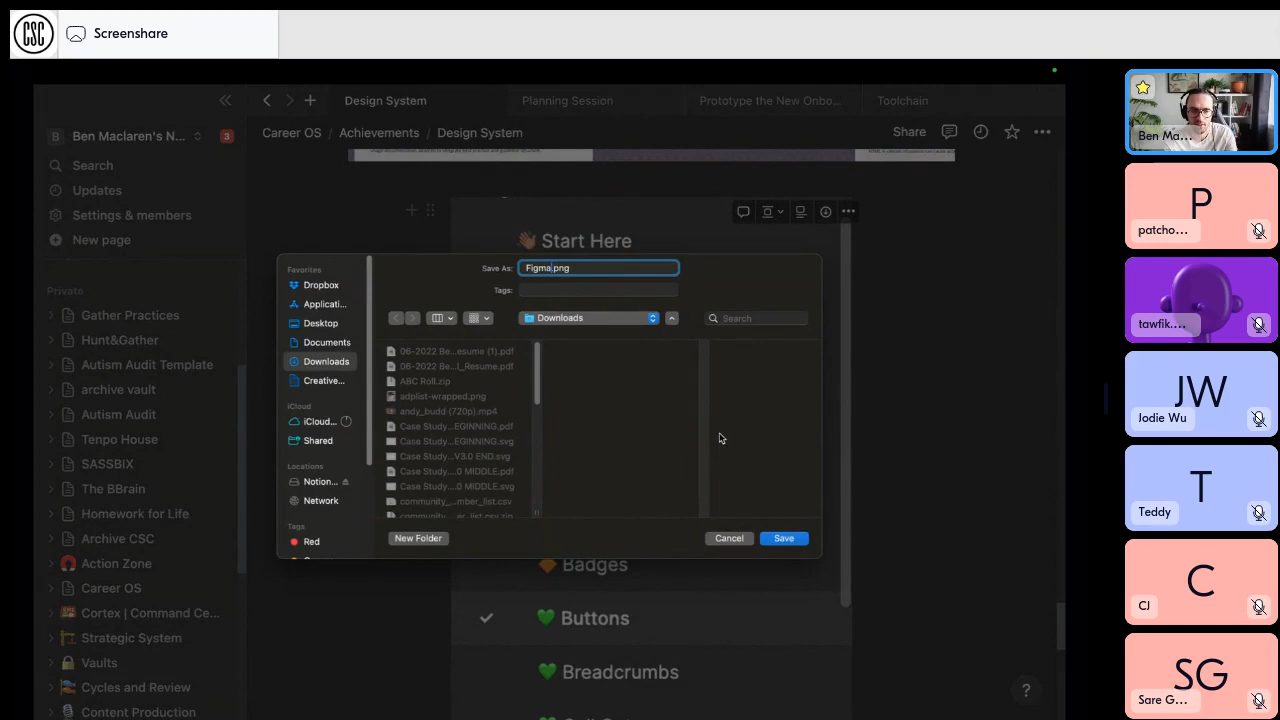 CSC
Screenshare
Design System
Planning Session
Prototype the New Onbo...
Toolchain
B
Ben Maclaren's N...
3
Career OS / Achievements / Design System
Share
Search
Updates
Settings & members
New page
Private
Gather Practices
Hunt&Gather
Autism Audit Template
archive vault
Autism Audit
Tenpo House
SASSBIX
The BBrain
Homework for Life
Archive CSC
Action Zone
Career OS
Cortex | Command Ce...
Strategic System
Vaults
Cycles and Review
Content Production
👋🏽 Start Here
Favorites
Dropbox
Applicati...
Desktop
Documents
Downloads
Creative...
iCloud
iCloud...
Shared
Locations
Notion...
Network
Tags
Red
Save As:
Figma.png
Tags:
Downloads
Search
06-2022 Be...esume (1).pdf
06-2022 Be...l_Resume.pdf
ABC Roll.zip
adplist-wrapped.png
andy_budd (720p).mp4
Case Study...EGINNING.pdf
Case Study...EGINNING.svg
Case Study...V3.0 END.svg
Case Study....0 MIDDLE.pdf
Case Study....0 MIDDLE.svg
community_...mber_list.csv
New Folder
Cancel
Save
🔶 Badges
💚 Buttons
💚 Breadcrumbs
?
Ben Ma...
P
patcho...
tawfik....
JW
Jodie Wu
T
Teddy
C
CJ
SG
Sare G...